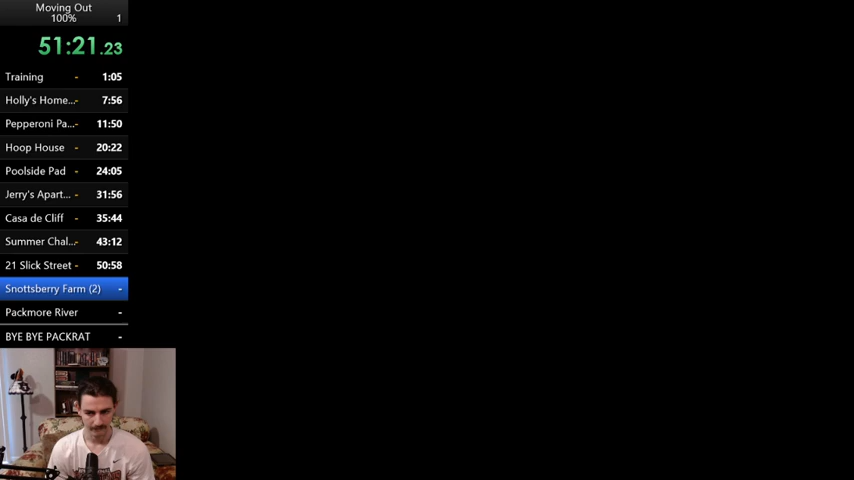 Moving Out
100% 1
51:21.23
Training - 1:05
Holly's Home...- 7:56
Pepperoni Pa...- 11:50
Hoop House - 20:22
Poolside Pad - 24:05
Jerry's Apart... - 31:56
Casa de Cliff - 35:44
Summer Chal...- 43:12
21 Slick Street - 50:58
Snottsberry Farm (2) -
Packmore River -
BYE BYE PACKRAT -